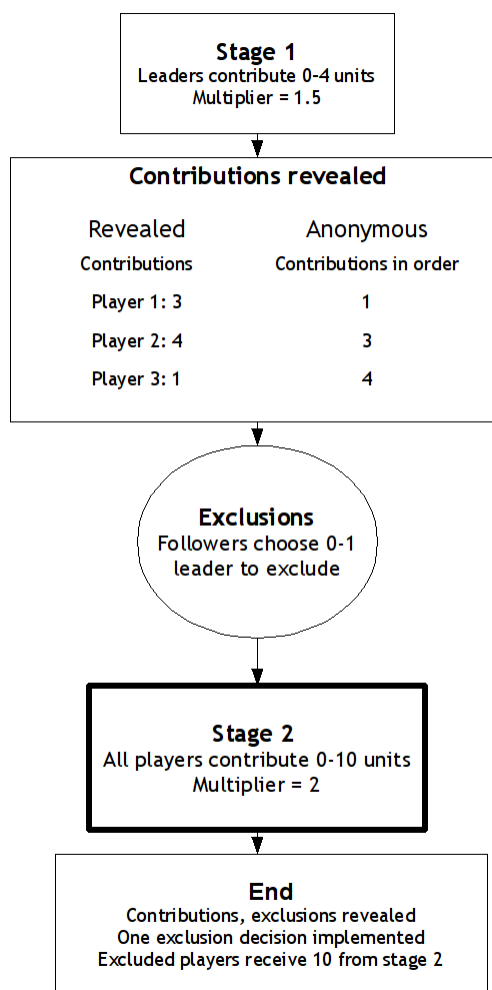 Stage 1
Leaders contribute 0-4 units
Multiplier = 1.5
Contributions revealed
Revealed
Contributions
Player 1: 3
Player 2: 4
Player 3: 1
Anonymous
Contributions in order
1
3
4
Exclusions
Followers choose 0-1
leader to exclude
Stage 2
All players contribute 0-10 units
Multiplier = 2
End
Contributions, exclusions revealed
One exclusion decision implemented
Excluded players receive 10 from stage 2